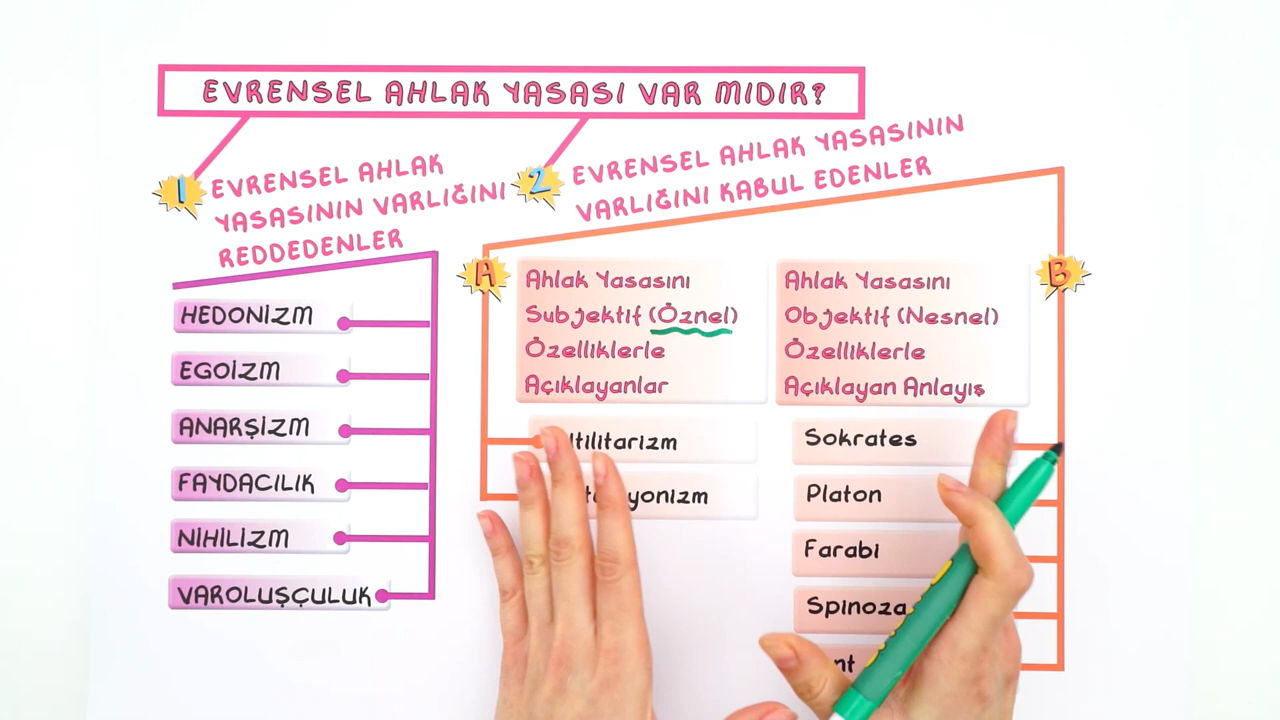 EVRENSEL AHLAK YASASI VAR MIDIR?
1
EVRENSEL AHLAK
YASASININ VARLIĞINI
REDDEDENLER
HEDONİZM
EGOİZM
ANARŞİZM
FAYDACILIK
NİHİLİZM
VAROLUŞÇULUK
2
EVRENSEL AHLAK YASASININ
VARLIĞINI KABUL EDENLER
A
Ahlak Yasasını
Subjektif (Öznel)
Özelliklerle
Açıklayanlar
B
Ahlak Yasasını
Objektif (Nesnel)
Özelliklerle
Açıklayan Anlayış
Sokrates
Platon
Farabi
Spinoza